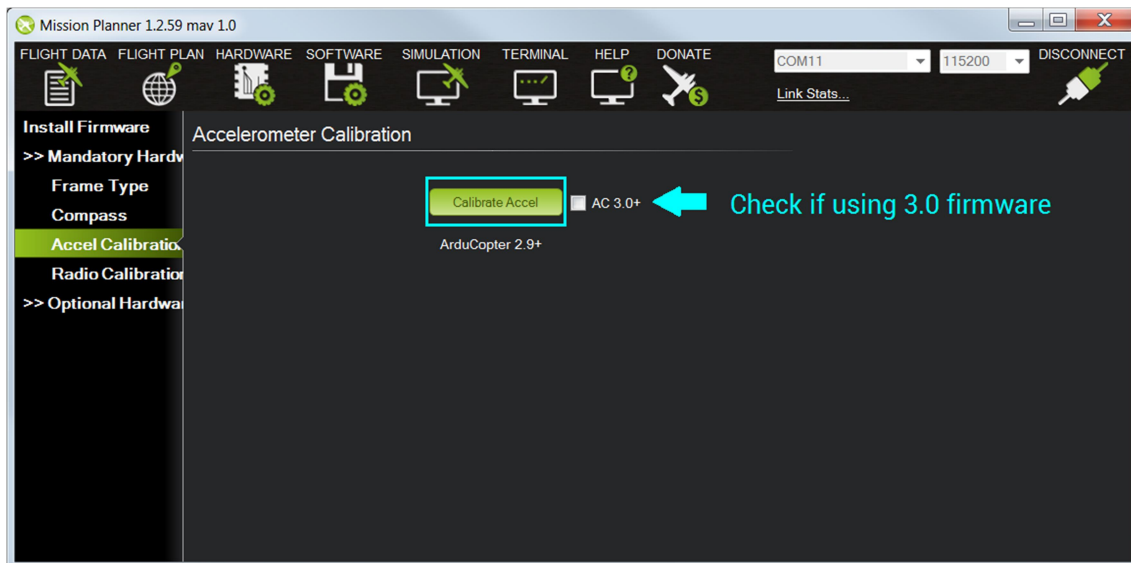 Mission Planner 1.2.59 mav 1.0
FLIGHT DATA FLIGHT PLAN HARDWARE SOFTWARE SIMULATION TERMINAL HELP DONATE COM11 115200 DISCONNECT
Link Stats...
Install Firmware
Accelerometer Calibration
>> Mandatory Hardw
Frame Type
Calibrate Accel AC 3.0+ Check if using 3.0 firmware
Compass
ArduCopter 2.9+
Accel Calibratio
Radio Calibration
>> Optional Hardwa